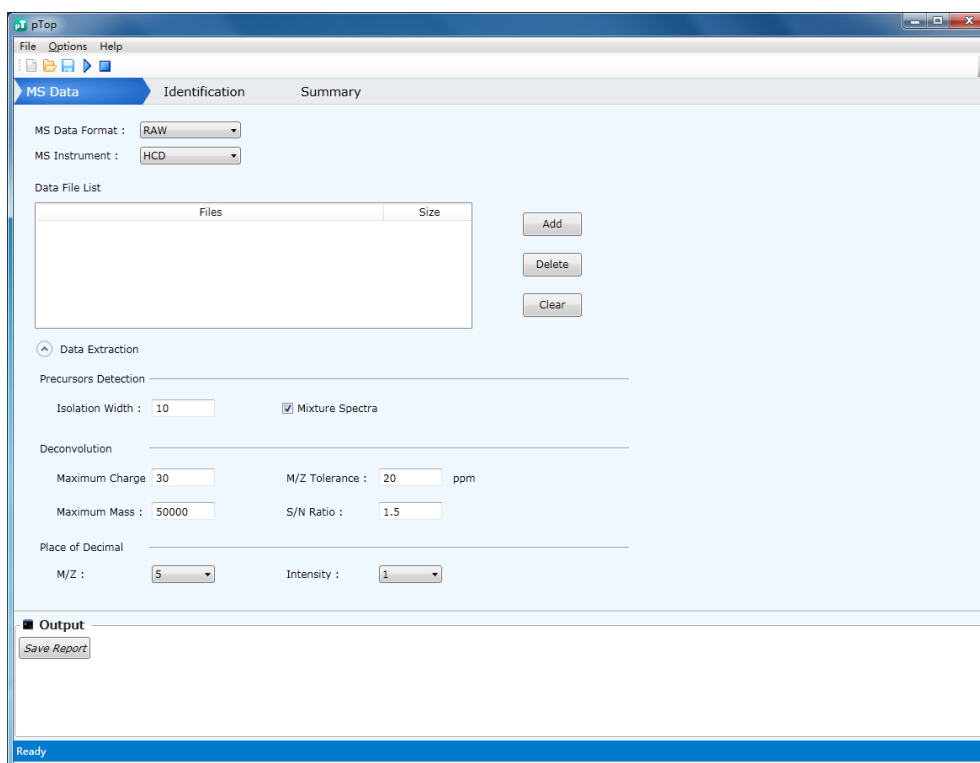 pT pTop
File Options Help
MS Data Identification Summary
MS Data Format : RAW
MS Instrument : HCD
Data File List
Files Size
Add
Delete
Clear
Data Extraction
Precursors Detection
Isolation Width : 10 Mixture Spectra
Deconvolution
Maximum Charge 30 M/Z Tolerance : 20 ppm
Maximum Mass : 50000 S/N Ratio : 1.5
Place of Decimal
M/Z : 5 Intensity : 1
Output
Save Report
Ready